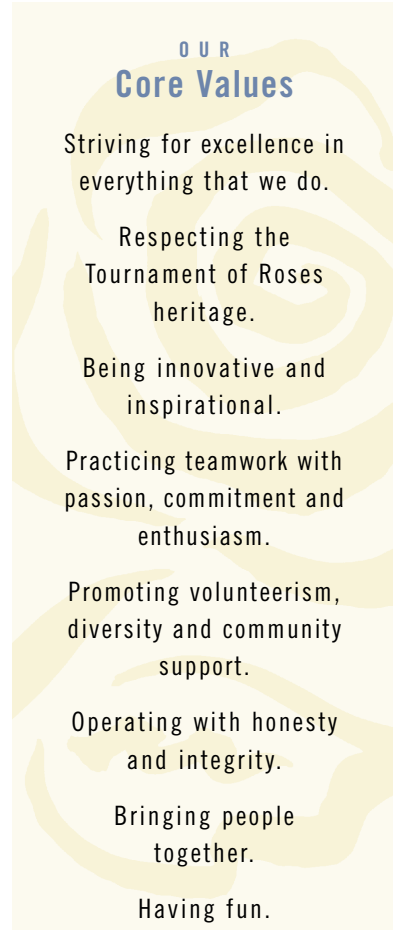 OUR
Core Values
Striving for excellence in
everything that we do.
Respecting the
Tournament of Roses
heritage.
Being innovative and
inspirational.
Practicing teamwork with
passion, commitment and
enthusiasm.
Promoting volunteerism,
diversity and community
support.
Operating with honesty
and integrity.
Bringing people
together.
Having fun.